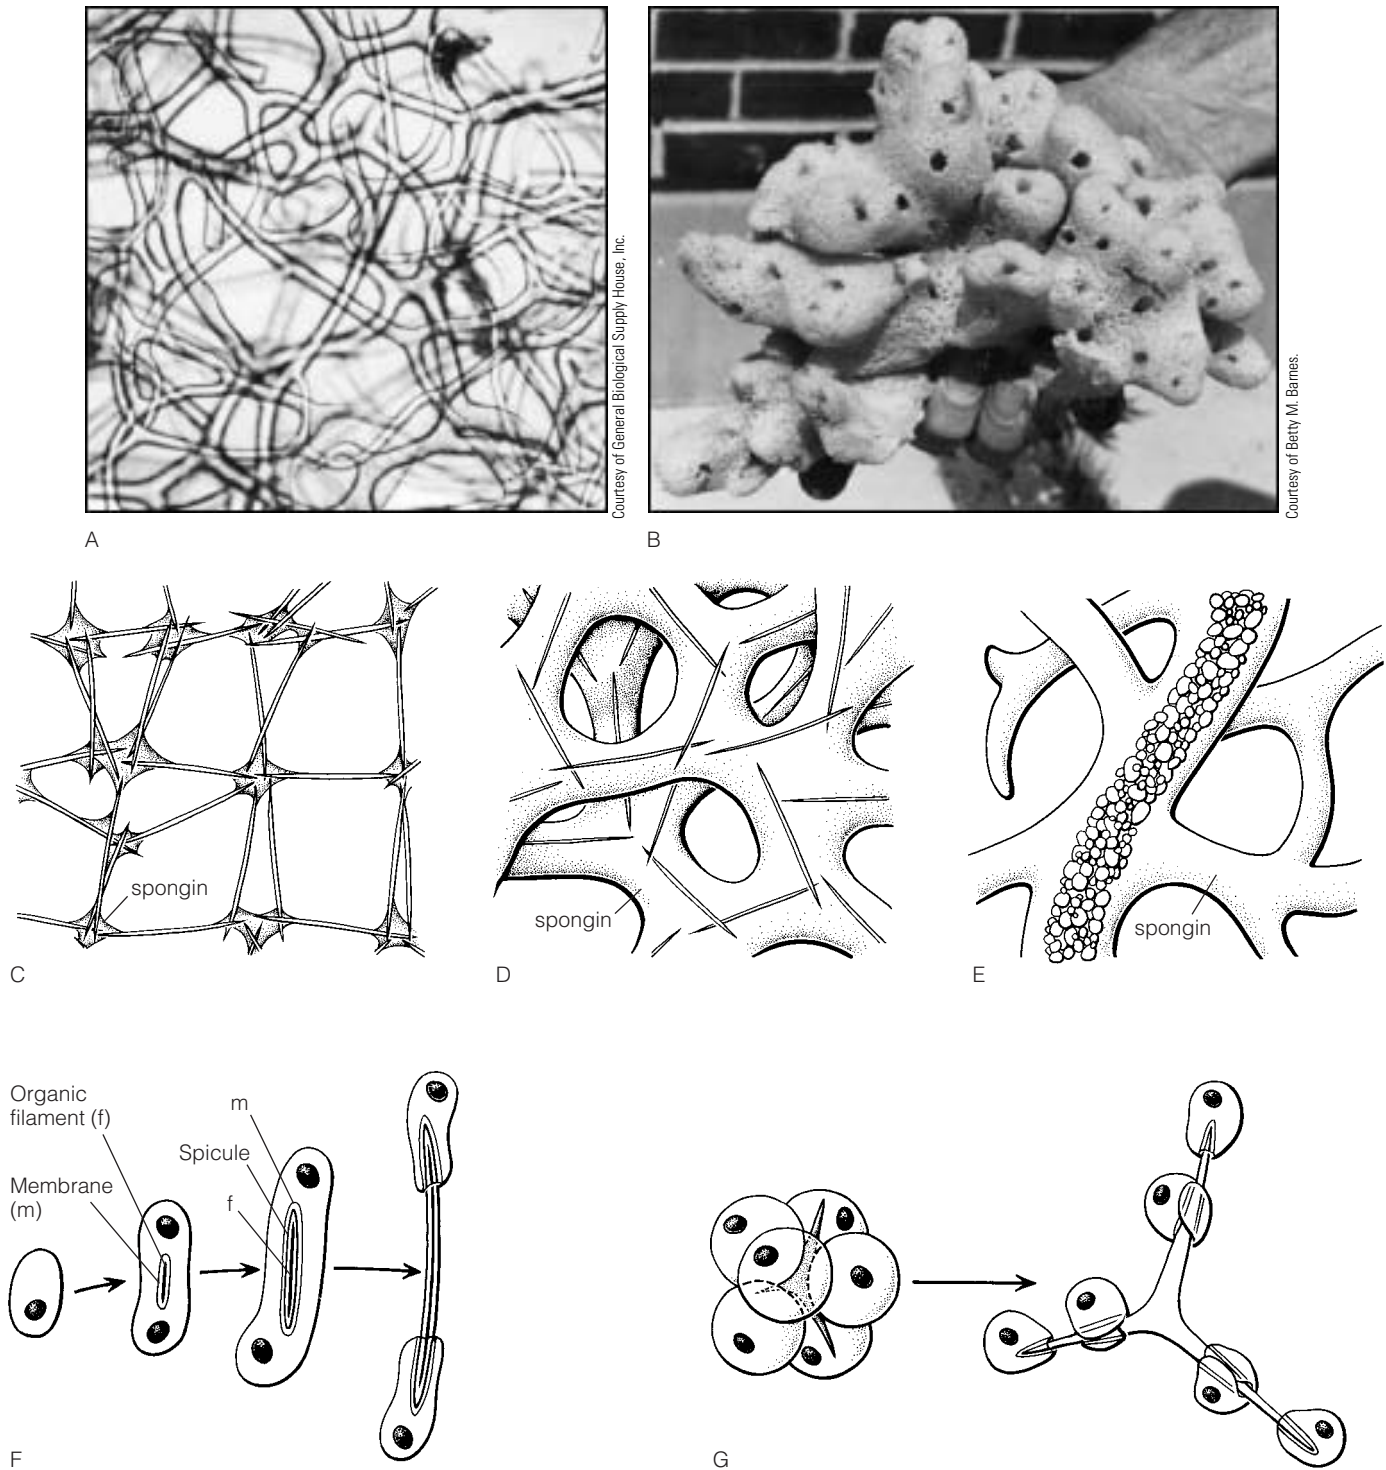 Courtesy of General Biological Supply House, Inc.
Courtesy of Betty M. Barnes.
A
B
spongin
spongin
spongin
C
D
E
Organic
filament (f)
Membrane
(m)
m
Spicule
f
F
G